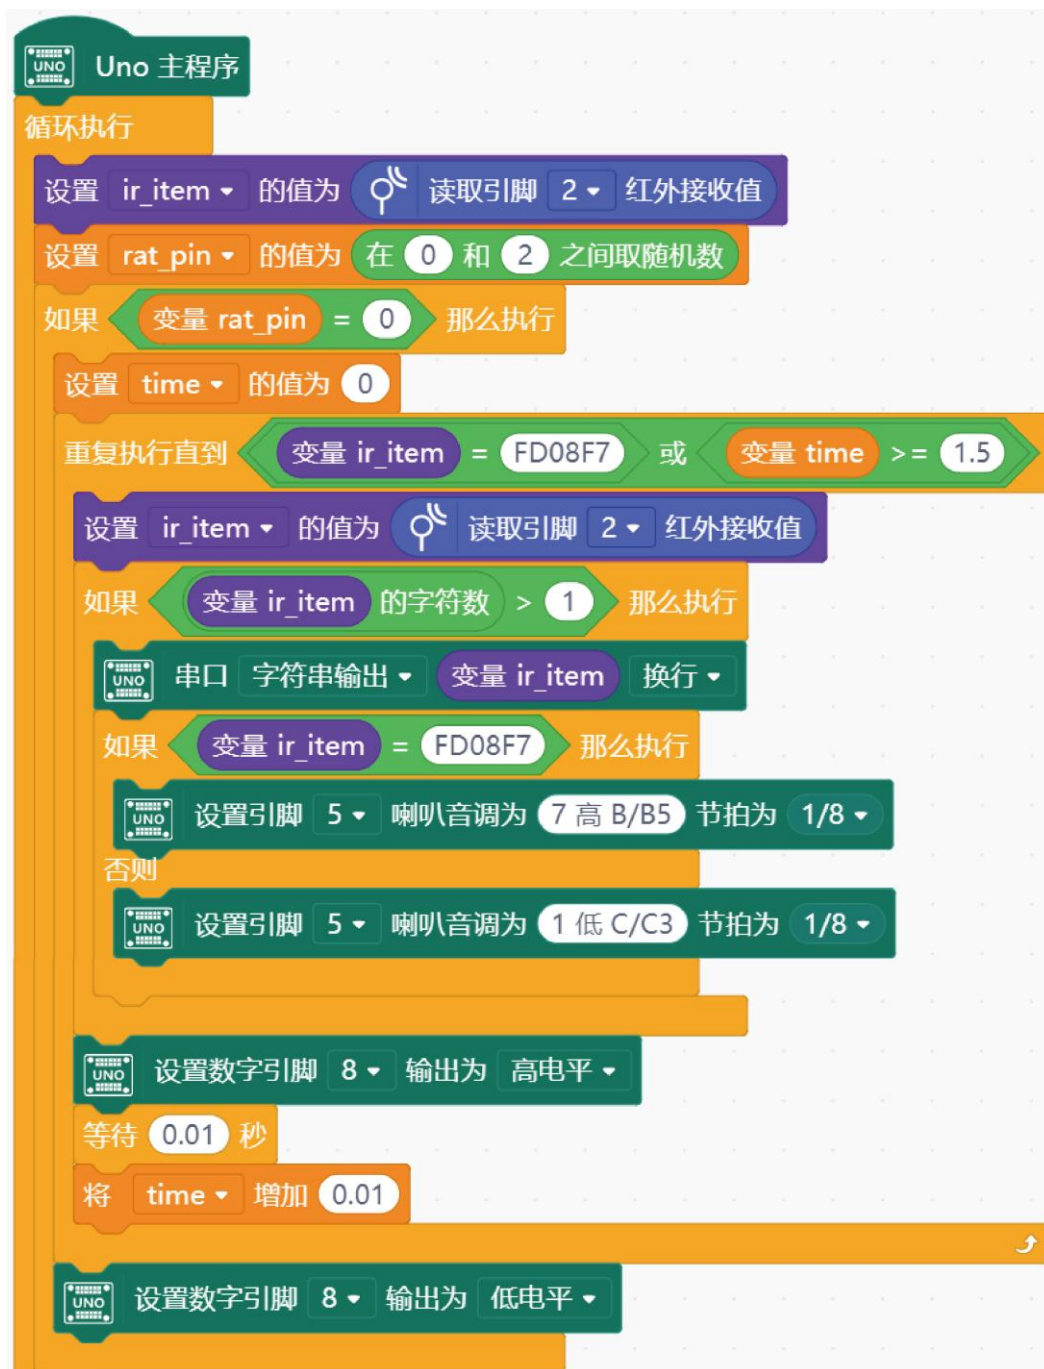 UNO Uno 主程序
循环执行
设置 ir_item 的值为 读取引脚 2 红外接收值
设置 rat_pin 的值为 在 0 和 2 之间取随机数
如果 变量 rat_pin = 0 那么执行
设置 time 的值为 0
重复执行直到 变量 ir_item = FD08F7 或 变量 time >= 1.5
设置 ir_item 的值为 读取引脚 2 红外接收值
如果 变量 ir_item 的字符数 > 1 那么执行
UNO 串口 字符串输出 变量 ir_item 换行
如果 变量 ir_item = FD08F7 那么执行
UNO 设置引脚 5 喇叭音调为 7 高 B/B5 节拍为 1/8
否则
UNO 设置引脚 5 喇叭音调为 1 低 C/C3 节拍为 1/8
UNO 设置数字引脚 8 输出为 高电平
等待 0.01 秒
将 time 增加 0.01
UNO 设置数字引脚 8 输出为 低电平